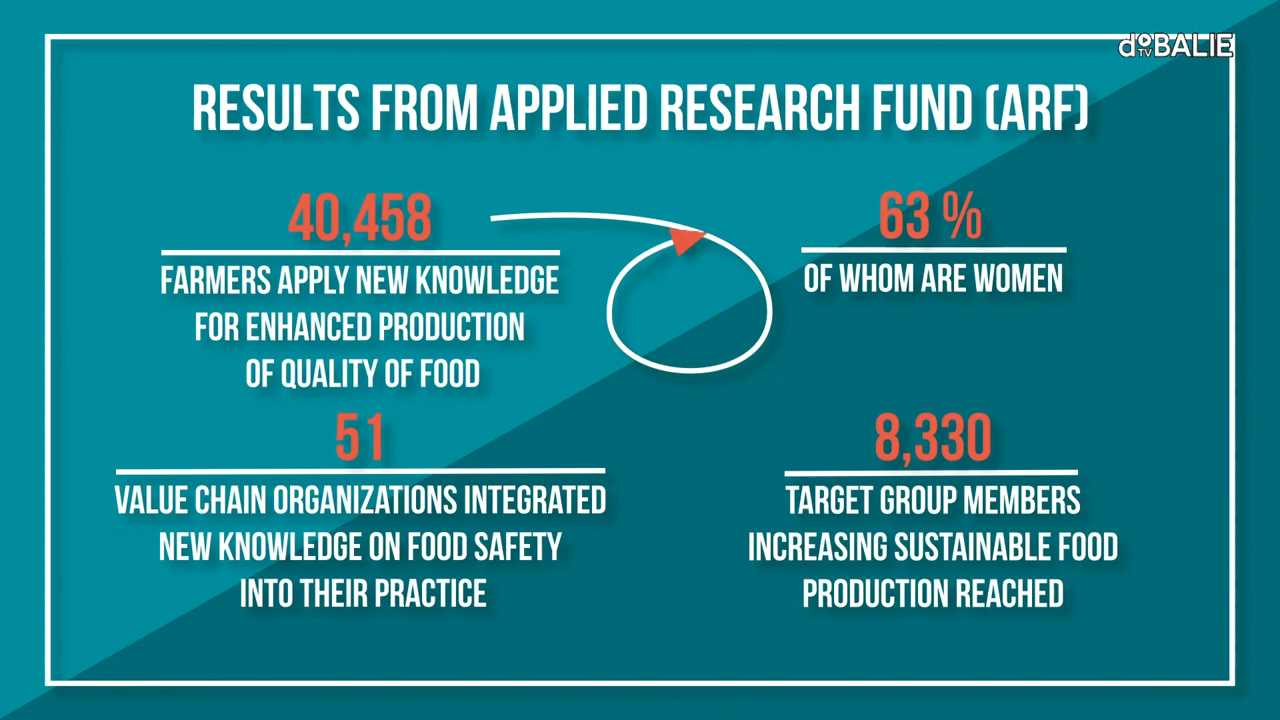 dTVBALIE
RESULTS FROM APPLIED RESEARCH FUND (ARF)
40,458
FARMERS APPLY NEW KNOWLEDGE
FOR ENHANCED PRODUCTION
OF QUALITY OF FOOD
63 %
OF WHOM ARE WOMEN
51
VALUE CHAIN ORGANIZATIONS INTEGRATED
NEW KNOWLEDGE ON FOOD SAFETY
INTO THEIR PRACTICE
8,330
TARGET GROUP MEMBERS
INCREASING SUSTAINABLE FOOD
PRODUCTION REACHED